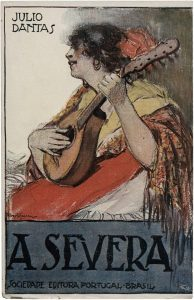 JULIO
DANTAS
A SEVERA
SOCIEDADE EDITORA PORTUGAL-BRASIL